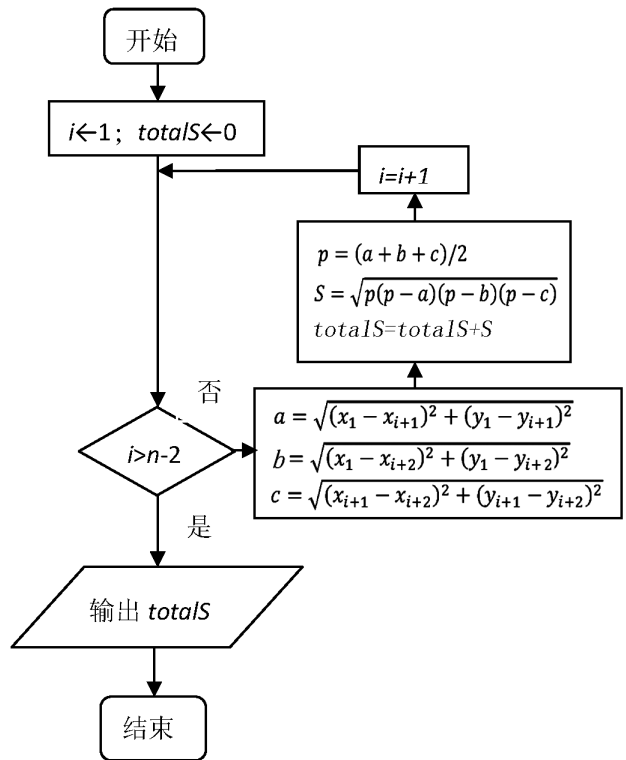 开始
i←1；totalS←0
i=i+1
p = (a + b + c)/2
S = √p(p − a)(p − b)(p − c)
totalS=totalS+S
否
a = √(x₁ − xᵢ₊₁)² + (y₁ − yᵢ₊₁)²
b = √(x₁ − xᵢ₊₂)² + (y₁ − yᵢ₊₂)²
c = √(xᵢ₊₁ − xᵢ₊₂)² + (yᵢ₊₁ − yᵢ₊₂)²
i>n-2
是
输出 totalS
结束